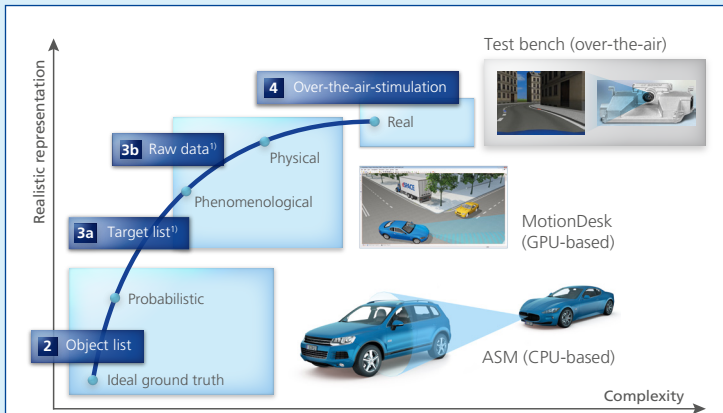 Test bench (over-the-air)
4 Over-the-air-stimulation
Real
3b Raw data¹⁾
Physical
Phenomenological
3a Target list¹⁾
MotionDesk
(GPU-based)
Probabilistic
2 Object list
Ideal ground truth
ASM (CPU-based)
Realistic representation
Complexity